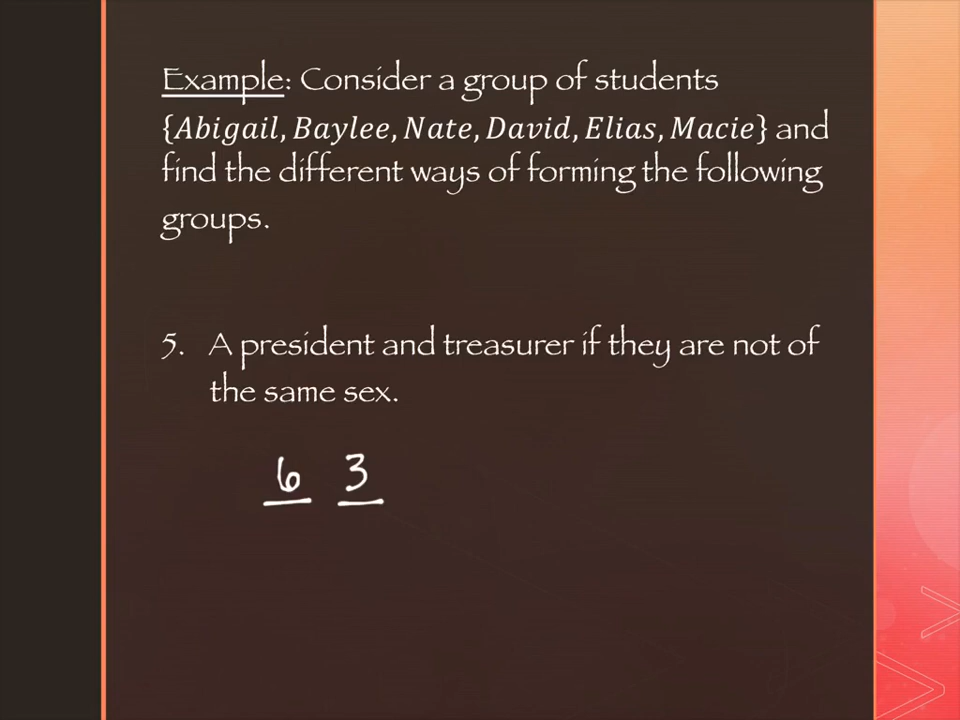 Example: Consider a group of students
{Abigail, Baylee, Nate, David, Elias, Macie} and
find the different ways of forming the following
groups.
5. A president and treasurer if they are not of
the same sex.
6 3